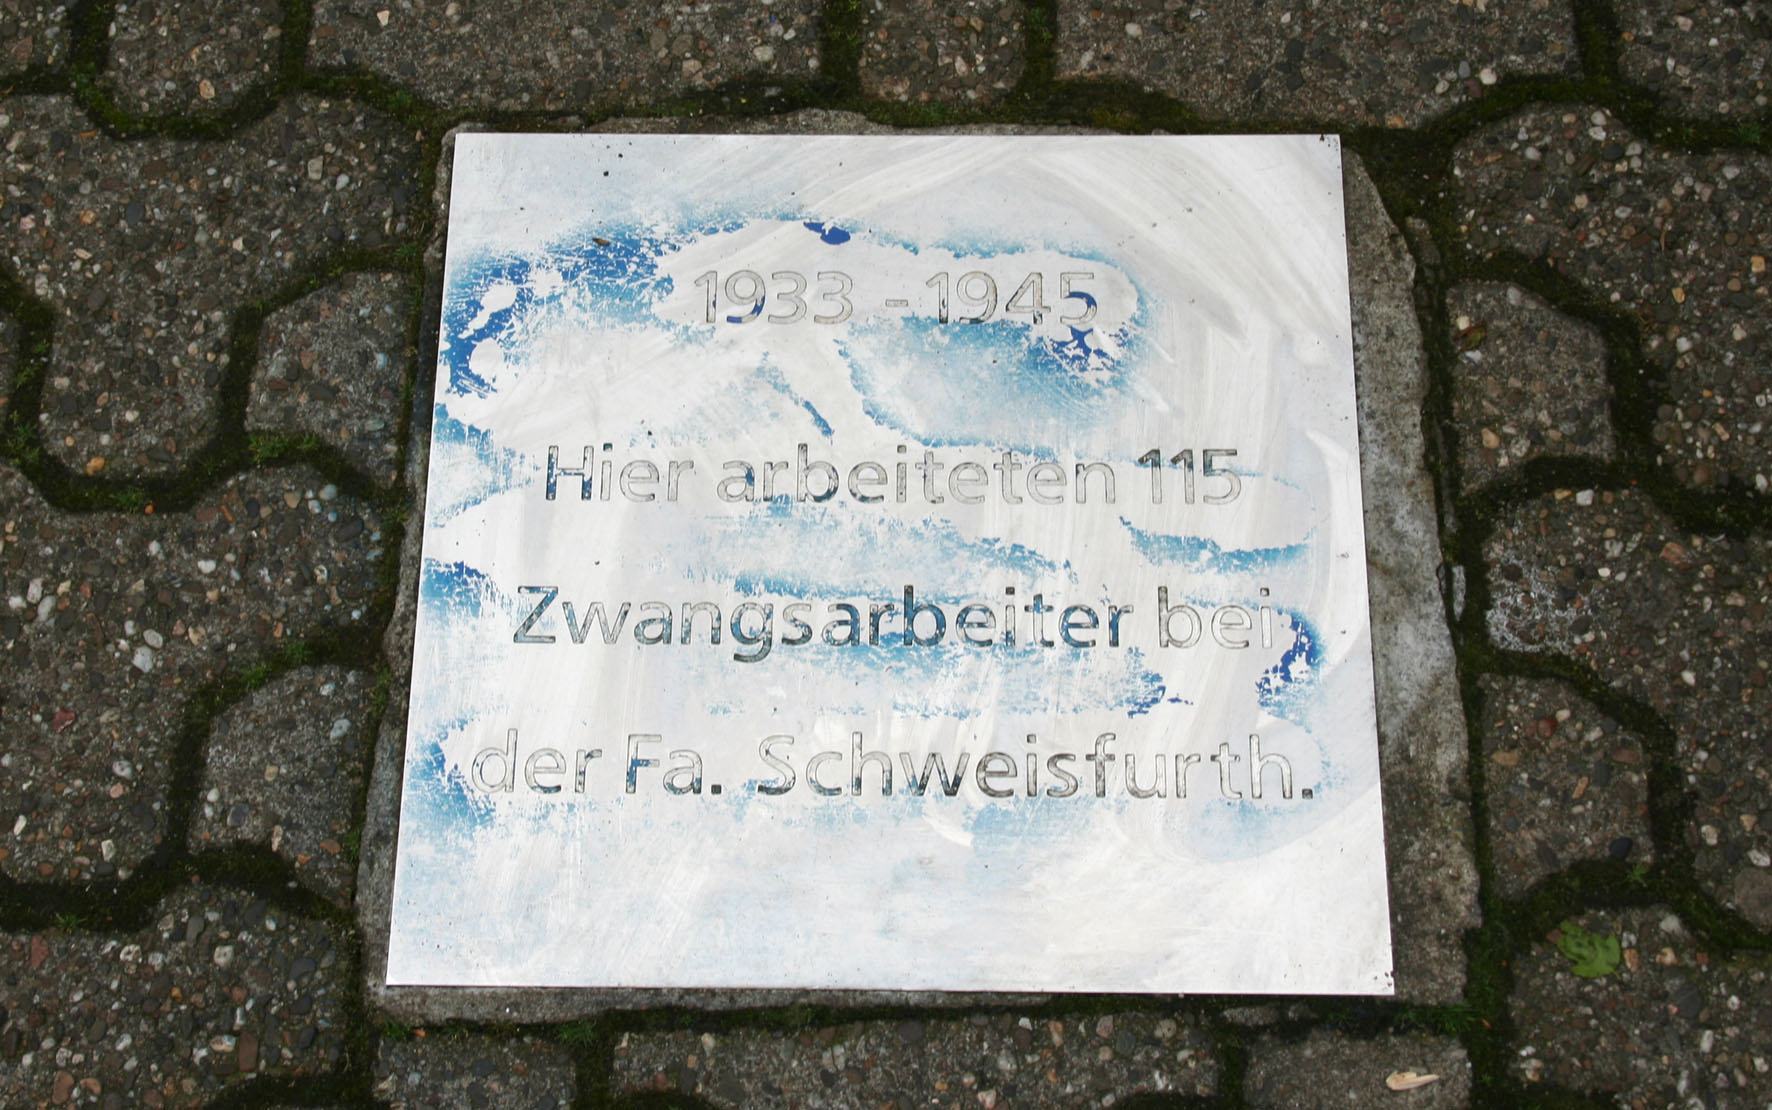 1933 - 1945
Hier arbeiteten 115
Zwangsarbeiter bei
der Fa. Schweisfurth.